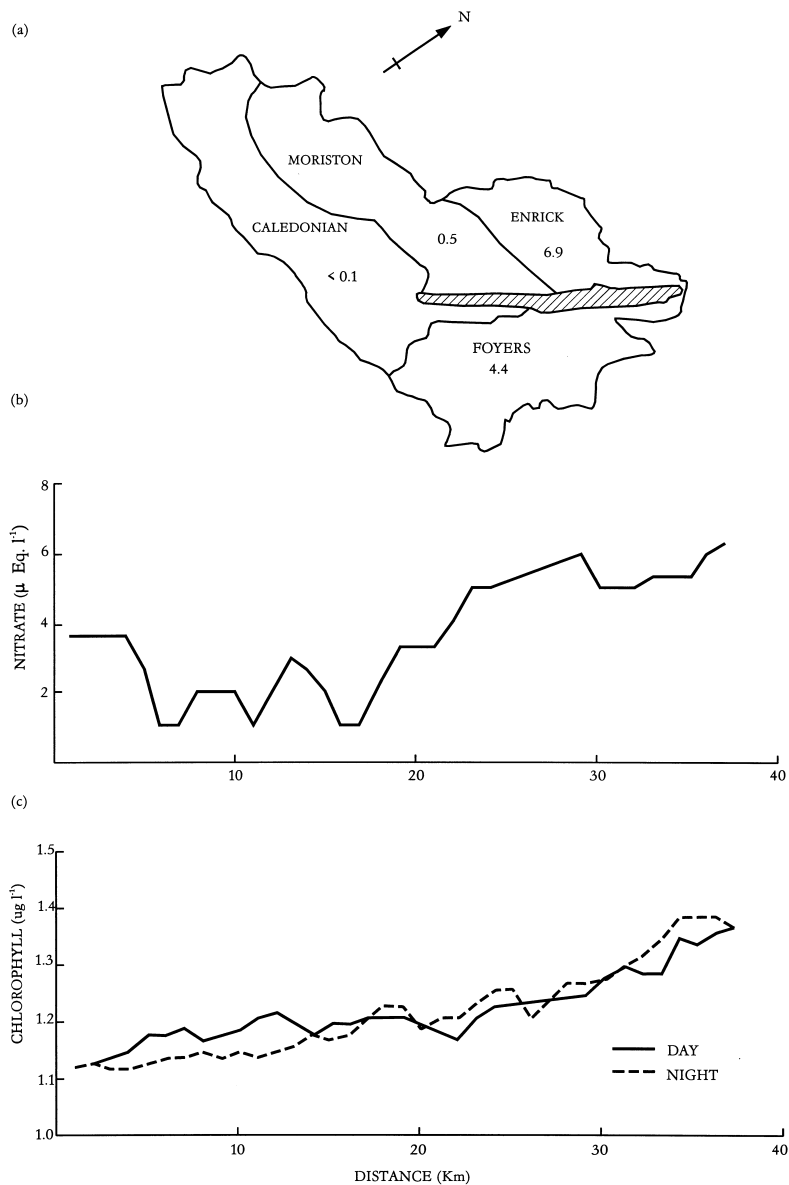 (a)
N
MORISTON
ENRICK
CALEDONIAN
0.5
6.9
< 0.1
FOYERS
4.4
(b)
8
6
4
2
NITRATE (μ Eq. l⁻¹)
10
20
30
40
(c)
1.5
1.4
1.3
1.2
1.1
1.0
CHLOROPHYLL (ug l⁻¹)
DAY
NIGHT
10
20
30
40
DISTANCE (Km)